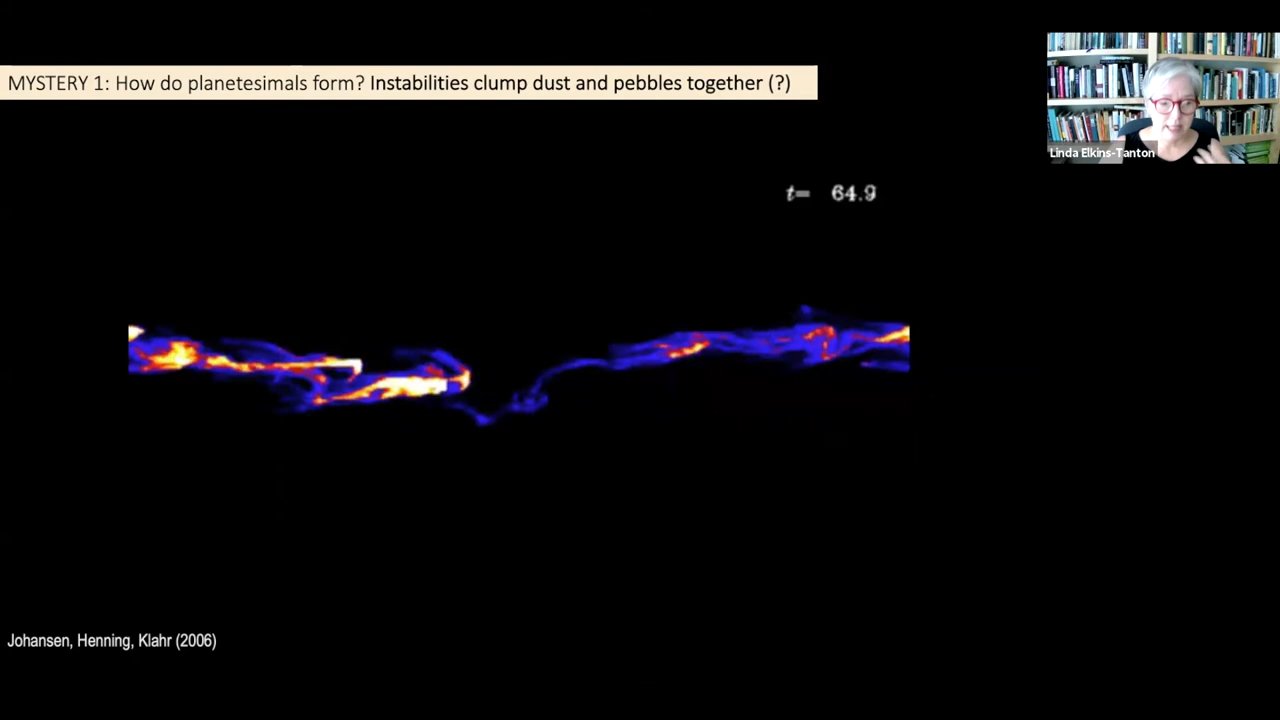 MYSTERY 1: How do planetesimals form? Instabilities clump dust and pebbles together (?)
Linda Elkins-Tanton
t= 64.9
Johansen, Henning, Klahr (2006)